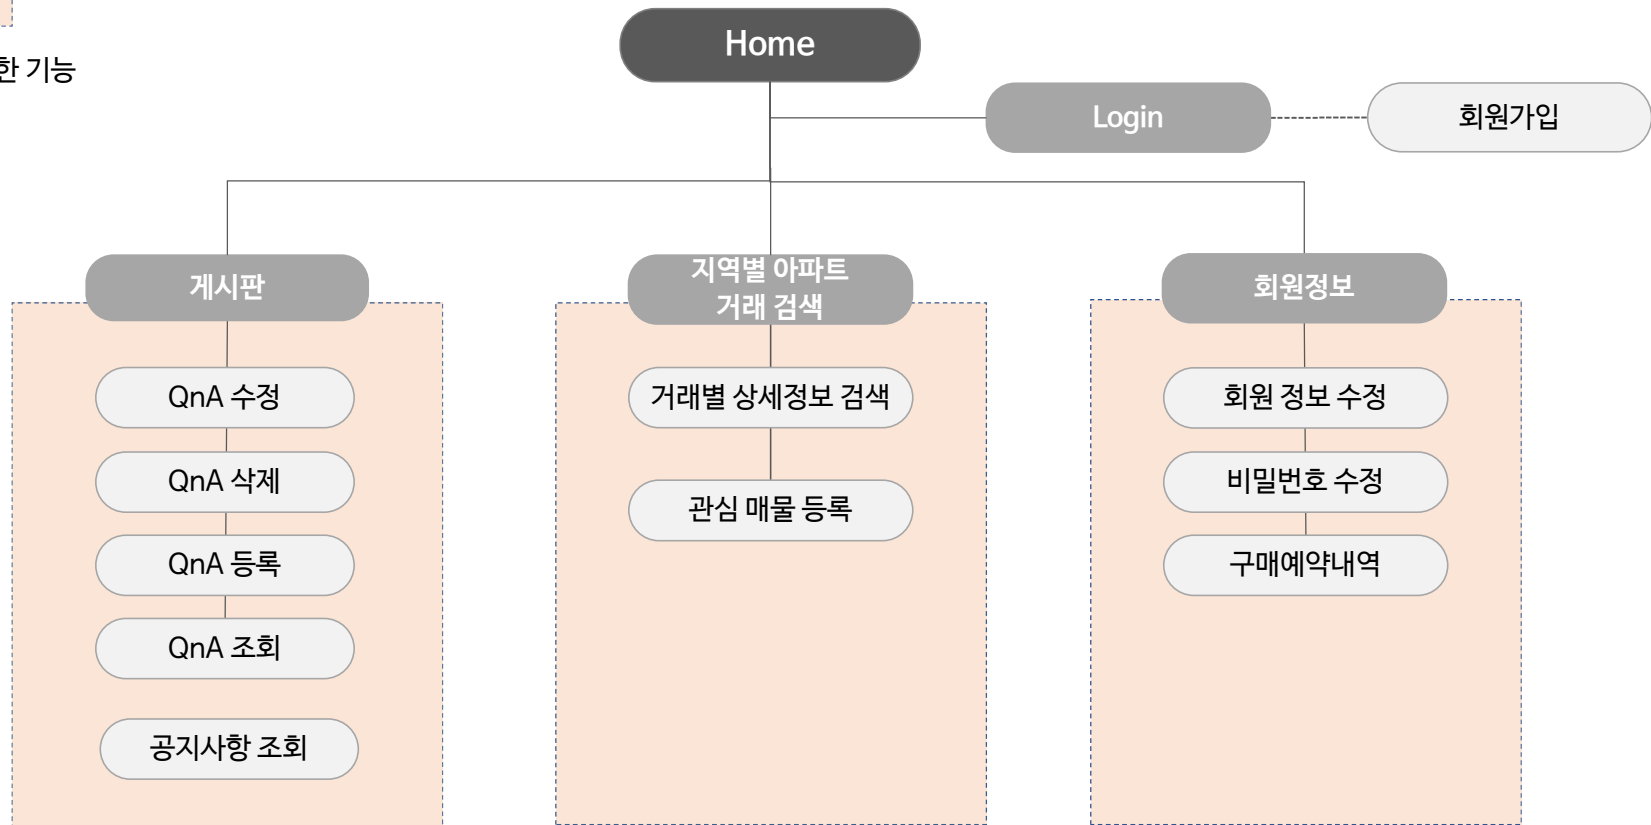 Home
한 기능
Login
회원가입
게시판
지역별 아파트
거래 검색
회원정보
QnA 수정
QnA 삭제
QnA 등록
QnA 조회
공지사항 조회
거래별 상세정보 검색
관심 매물 등록
회원 정보 수정
비밀번호 수정
구매예약내역